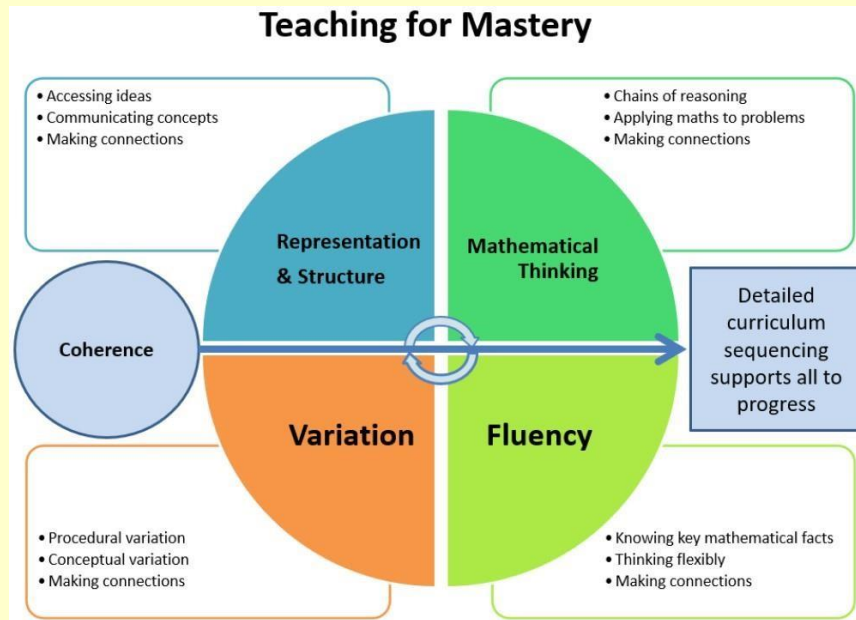 Teaching for Mastery
• Accessing ideas
• Communicating concepts
• Making connections
• Chains of reasoning
• Applying maths to problems
• Making connections
Representation
& Structure
Mathematical
Thinking
Coherence
Detailed
curriculum
sequencing
supports all to
progress
Variation
Fluency
• Procedural variation
• Conceptual variation
• Making connections
• Knowing key mathematical facts
• Thinking flexibly
• Making connections